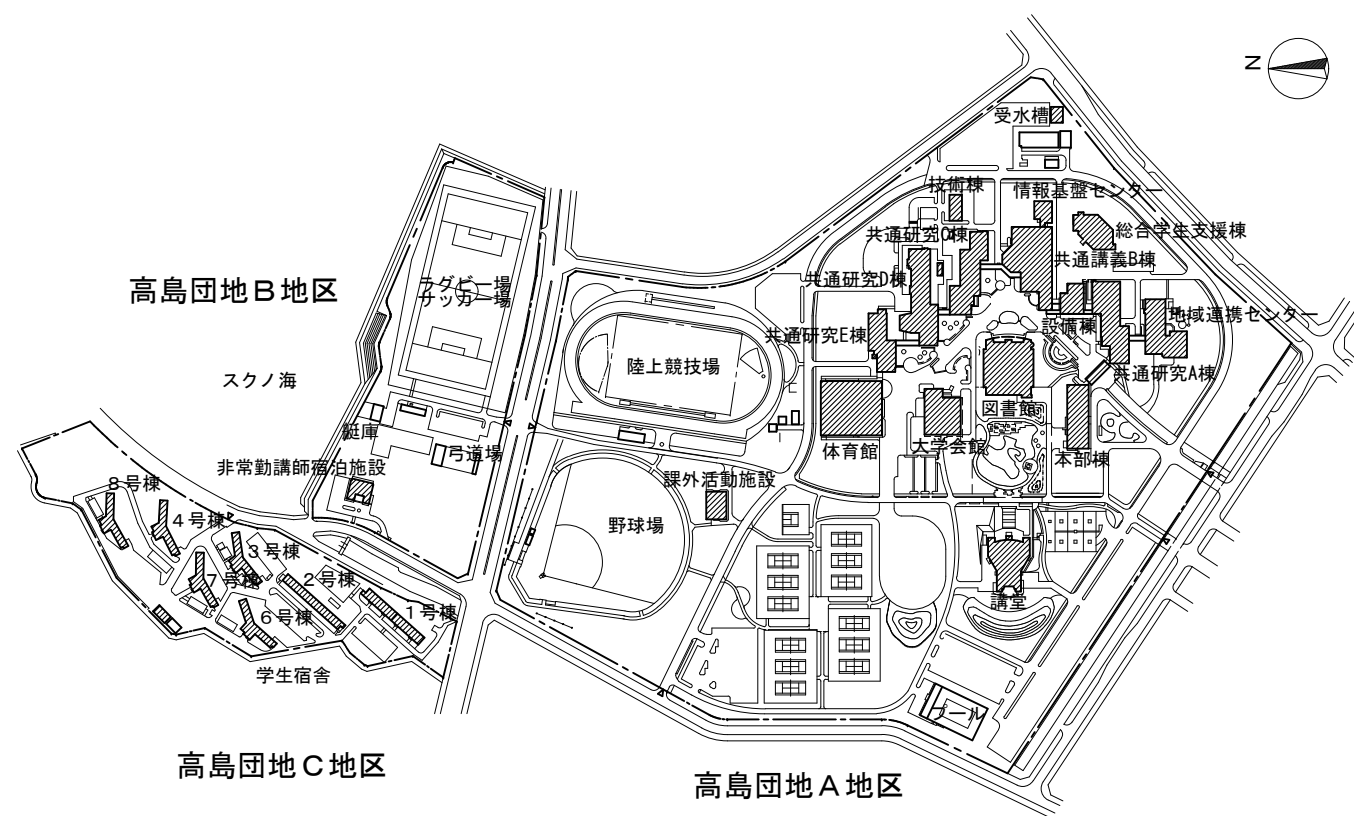 N
受水槽
技術棟
情報基盤センター
共通研究C棟
総合学生支援棟
共通講義B棟
高島団地B地区
ラグビー場
サッカー場
共通研究D棟
地域連携センター
設備棟
共通研究E棟
スクノ海
陸上競技場
共通研究A棟
図書館
艇庫
弓道場
体育館
大学会館
本部棟
非常勤講師宿泊施設
課外活動施設
8号棟
4号棟
野球場
3号棟
7号棟
2号棟
6号棟
1号棟
講堂
学生宿舎
プール
高島団地C地区
高島団地A地区